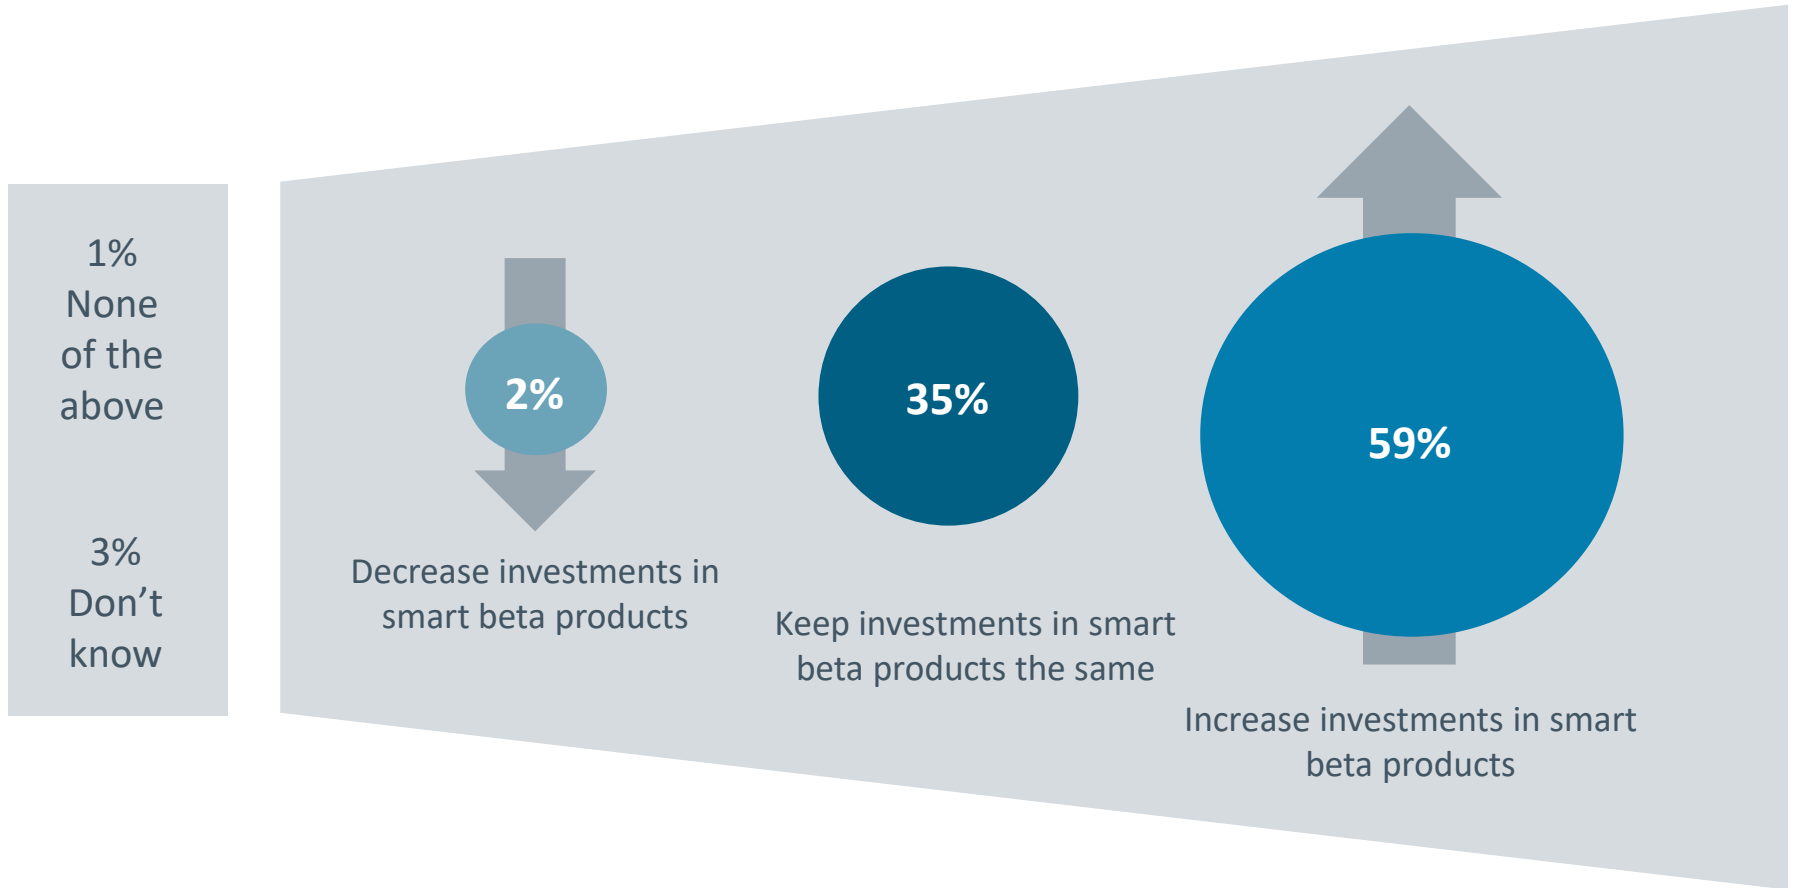 1%
None
of the
above
3%
Don’t
know
2%
Decrease investments in
smart beta products
35%
Keep investments in smart
beta products the same
59%
Increase investments in smart
beta products